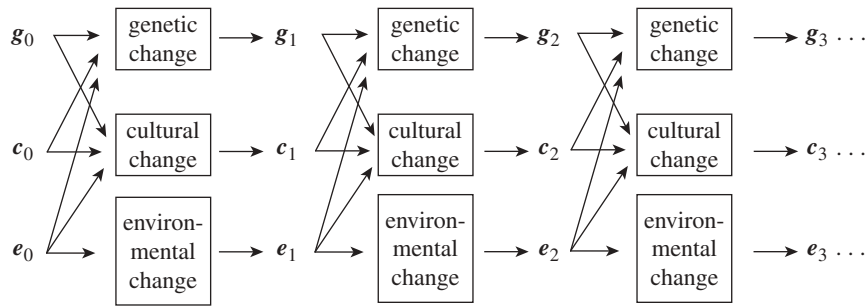 g0 genetic change g1 genetic change g2 genetic change g3 ...
c0 cultural change c1 cultural change c2 cultural change c3 ...
e0 environ-mental change e1 environ-mental change e2 environ-mental change e3 ...